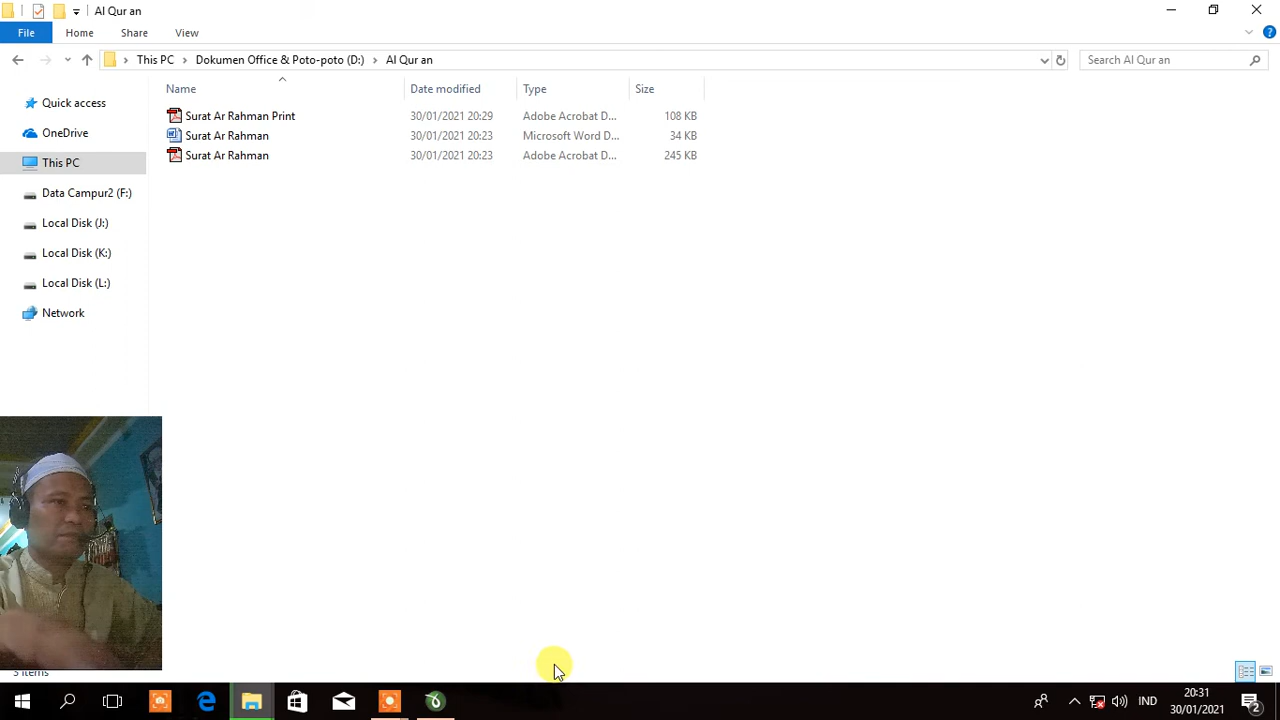 Al Qur an
File Home Share View
This PC Dokumen Office & Poto-poto (D:) Al Qur an Search Al Qur an
Name Date modified Type Size
Surat Ar Rahman Print 30/01/2021 20:29 Adobe Acrobat D... 108 KB
Surat Ar Rahman 30/01/2021 20:23 Microsoft Word D... 34 KB
Surat Ar Rahman 30/01/2021 20:23 Adobe Acrobat D... 245 KB
Quick access
OneDrive
This PC
Data Campur2 (F:)
Local Disk (J:)
Local Disk (K:)
Local Disk (L:)
Network
3 items
IND 20:31
30/01/2021
2